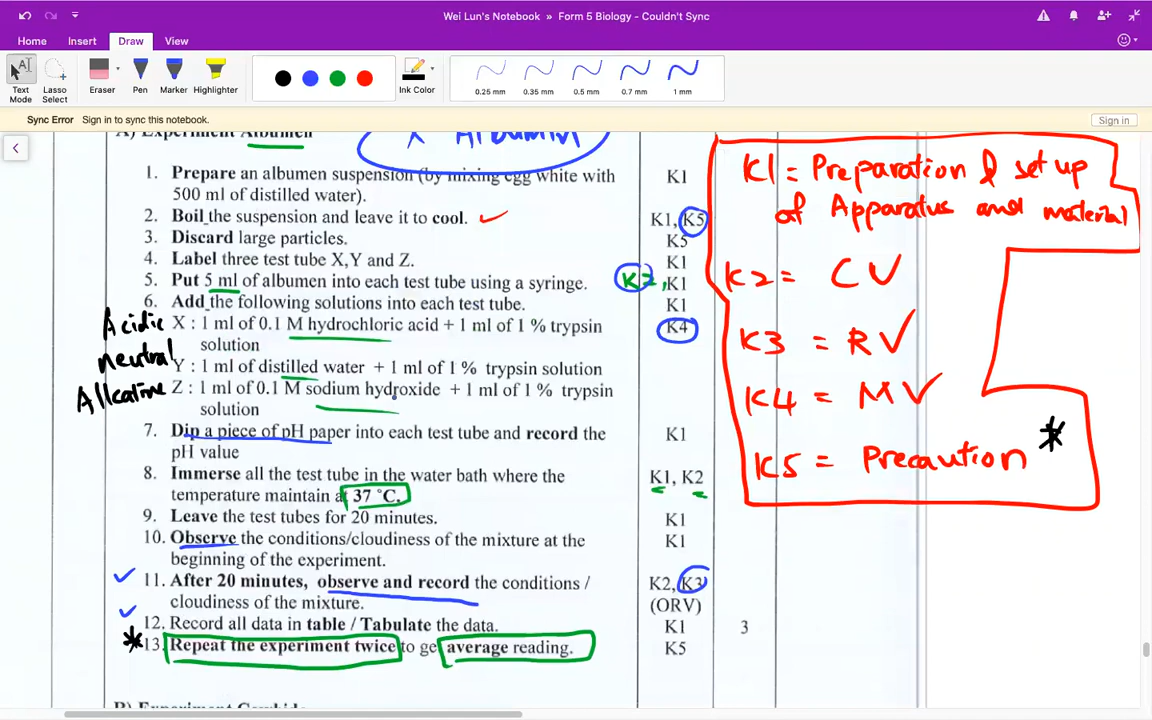 Wei Lun's Notebook » Form 5 Biology - Couldn't Sync
Home Insert Draw View
Text Mode
Lasso Select
Eraser
Pen
Marker
Highlighter
Ink Color
0.25 mm 0.35 mm 0.5 mm 0.7 mm 1 mm
Sync Error Sign in to sync this notebook.
Sign in
A) Experiment Albumen
X Albumin
1. Prepare an albumen suspension (by mixing egg white with K1
500 ml of distilled water).
2. Boil the suspension and leave it to cool. K1, K5
3. Discard large particles. K5
4. Label three test tube X,Y and Z. K1
5. Put 5 ml of albumen into each test tube using a syringe. K2, K1
6. Add the following solutions into each test tube. K1
Acidic X : 1 ml of 0.1 M hydrochloric acid + 1 ml of 1 % trypsin K4
solution
neutral Y : 1 ml of distilled water + 1 ml of 1 % trypsin solution
Alkaline Z : 1 ml of 0.1 M sodium hydroxide + 1 ml of 1 % trypsin
solution
7. Dip a piece of pH paper into each test tube and record the K1
pH value
8. Immerse all the test tube in the water bath where the K1, K2
temperature maintain at 37 °C.
9. Leave the test tubes for 20 minutes. K1
10. Observe the conditions/cloudiness of the mixture at the K1
beginning of the experiment.
11. After 20 minutes, observe and record the conditions / K2, K3
cloudiness of the mixture. (ORV)
12. Record all data in table / Tabulate the data. K1 3
13. Repeat the experiment twice to get average reading. K5
K1 = Preparation & set up
of Apparatus and material
K2 = CV
K3 = RV
K4 = MV
K5 = Precaution *